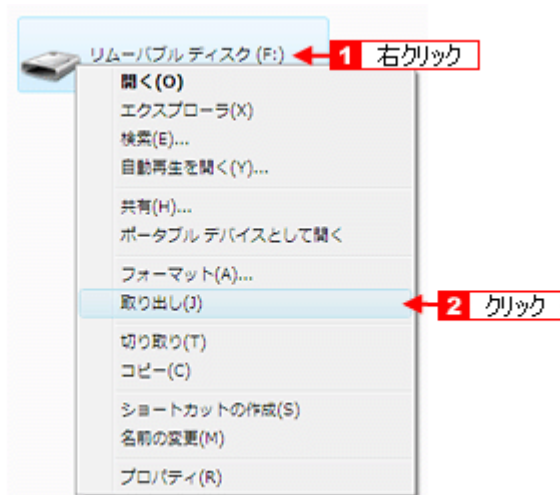 リムーバブル ディスク (F:) 1 右クリック
開く(O)
エクスプローラ(X)
検索(E)...
自動再生を開く(Y)...
共有(H)...
ポータブル デバイスとして開く
フォーマット(A)...
取り出し(J) 2 クリック
切り取り(T)
コピー(C)
ショートカットの作成(S)
名前の変更(M)
プロパティ(R)